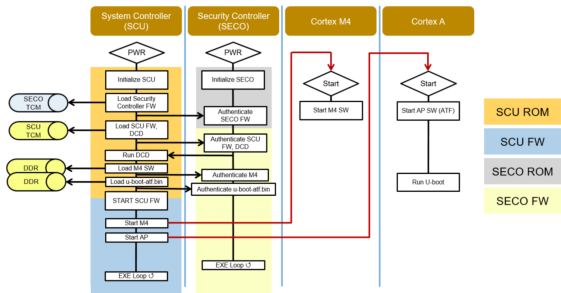 System Controller
(SCU)
Security Controller
(SECO)
Cortex M4
Cortex A
PWR
PWR
Start
Start
Initialize SCU
Initialize SECO
SECO
TCM
Load Security
Controller FW
Authenticate
SECO FW
Start M4 SW
Start AP SW (ATF)
SCU
TCM
Load SCU FW,
DCD
Authenticate SCU
FW, DCD
Run DCD
DDR
Load M4 SW
Authenticate M4
DDR
Load u-boot-atf.bin
Authenticate u-boot-atf.bin
Run U-boot
START SCU FW
Start M4
Start AP
EXE Loop ↺
EXE Loop ↺
SCU ROM
SCU FW
SECO ROM
SECO FW